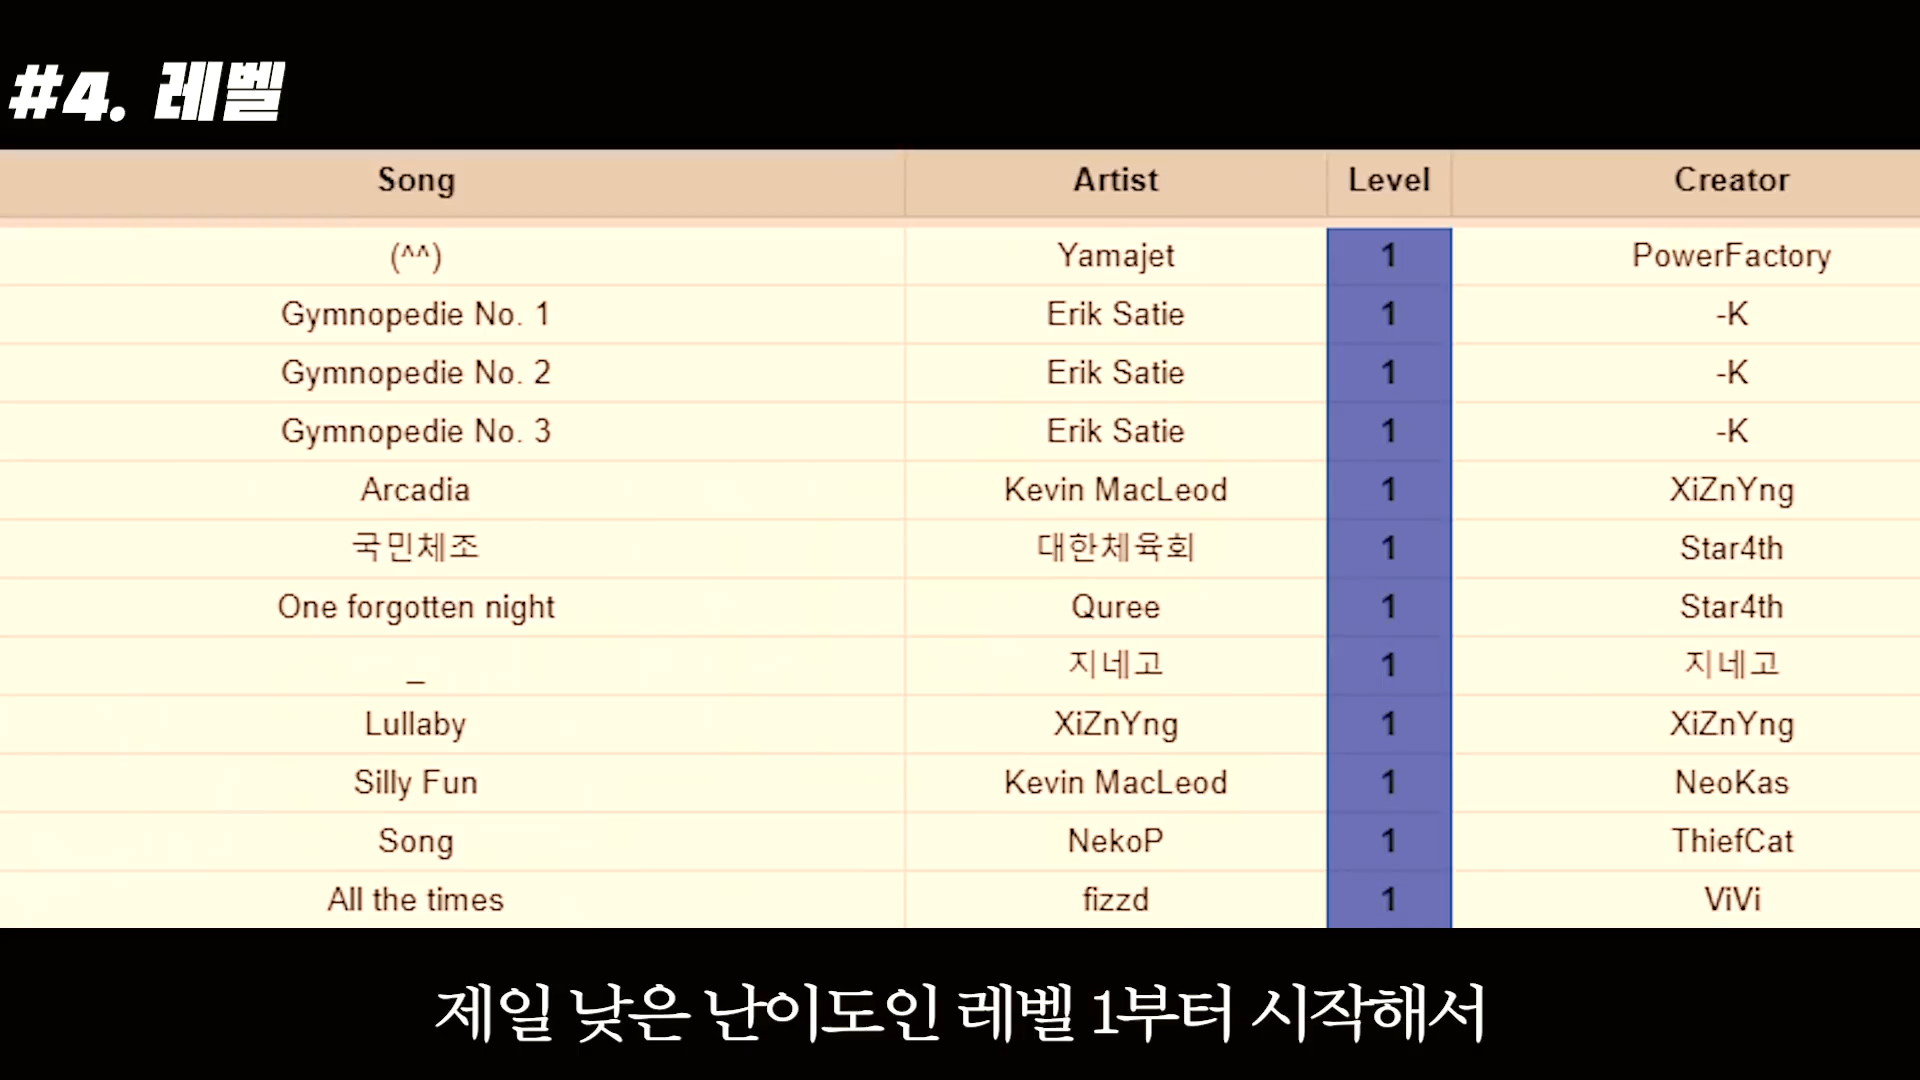 #4. 레벨
Song Artist Level Creator
(^^) Yamajet 1 PowerFactory
Gymnopedie No. 1 Erik Satie 1 -K
Gymnopedie No. 2 Erik Satie 1 -K
Gymnopedie No. 3 Erik Satie 1 -K
Arcadia Kevin MacLeod 1 XiZnYng
국민체조 대한체육회 1 Star4th
One forgotten night Quree 1 Star4th
_ 지네고 1 지네고
Lullaby XiZnYng 1 XiZnYng
Silly Fun Kevin MacLeod 1 NeoKas
Song NekoP 1 ThiefCat
All the times fizzd 1 ViVi
제일 낮은 난이도인 레벨 1부터 시작해서